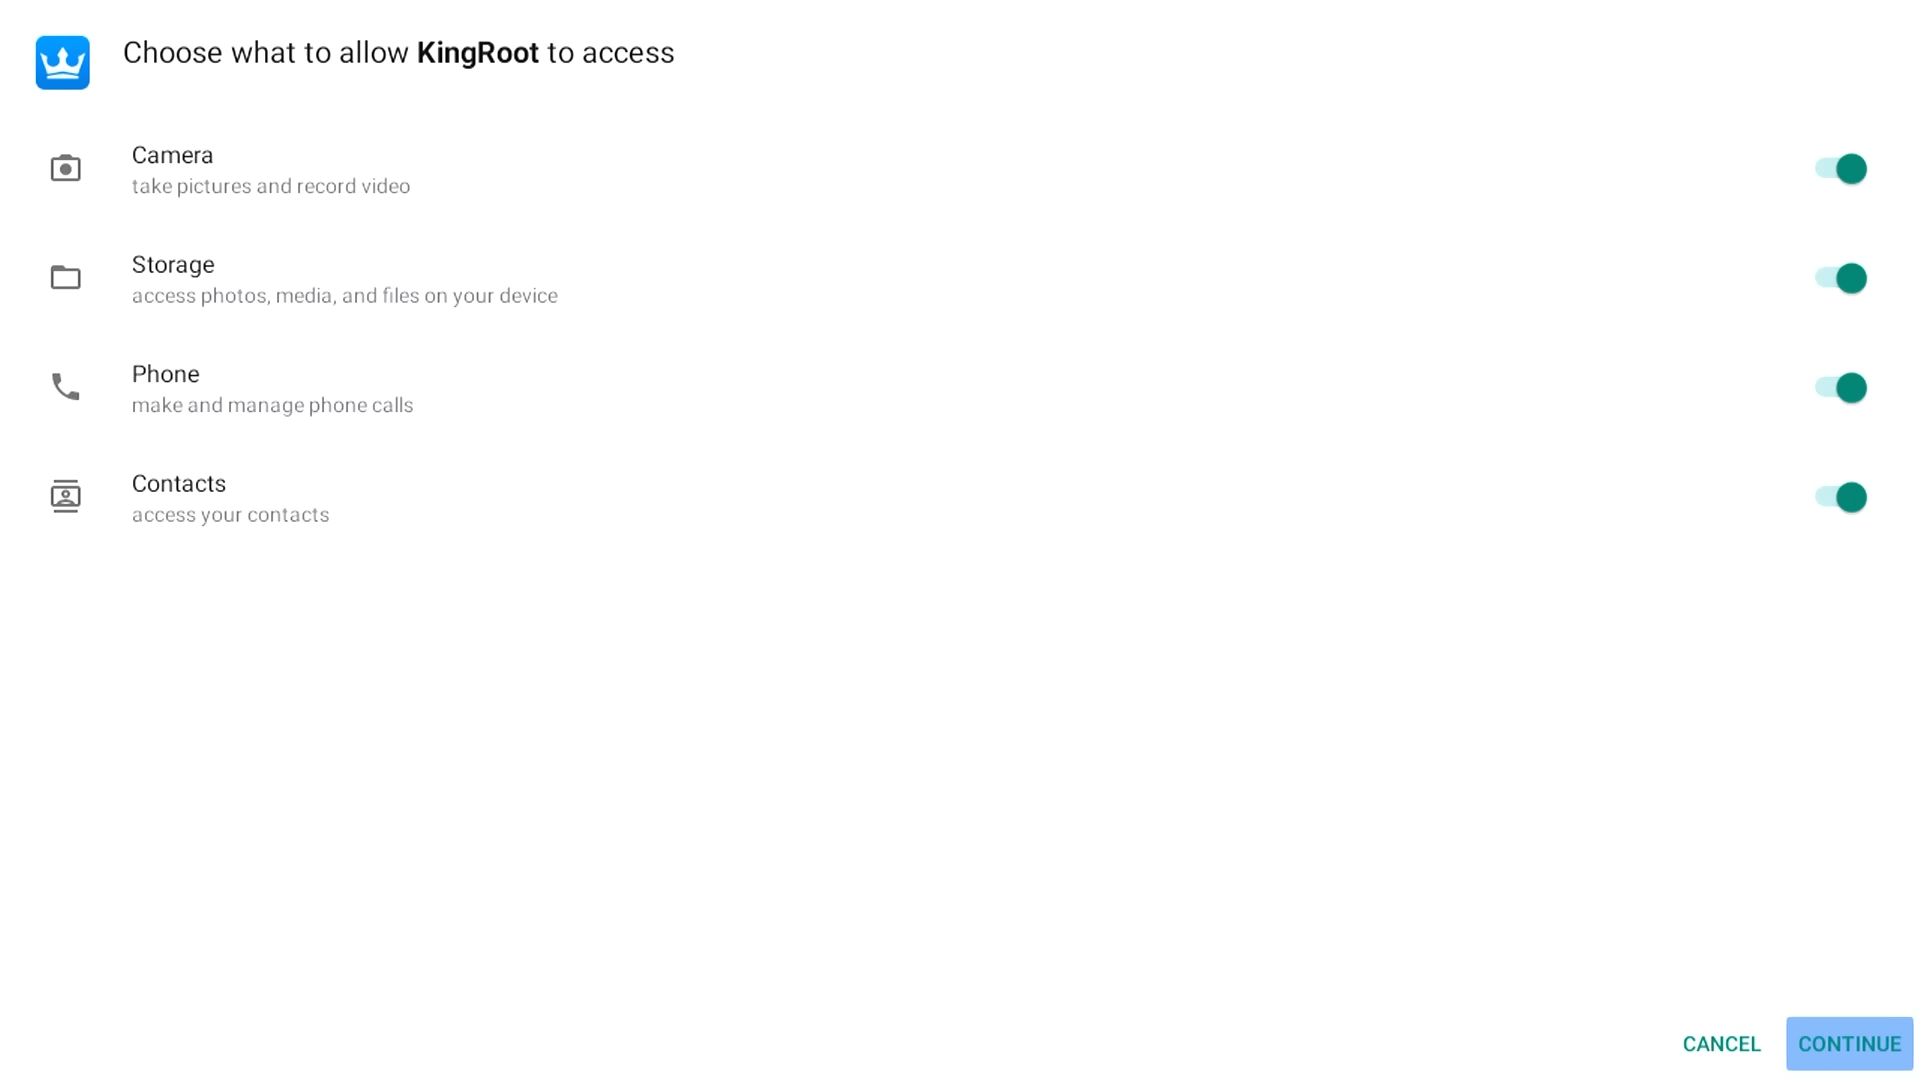 Choose what to allow KingRoot to access
Camera
take pictures and record video
Storage
access photos, media, and files on your device
Phone
make and manage phone calls
Contacts
access your contacts
CANCEL CONTINUE